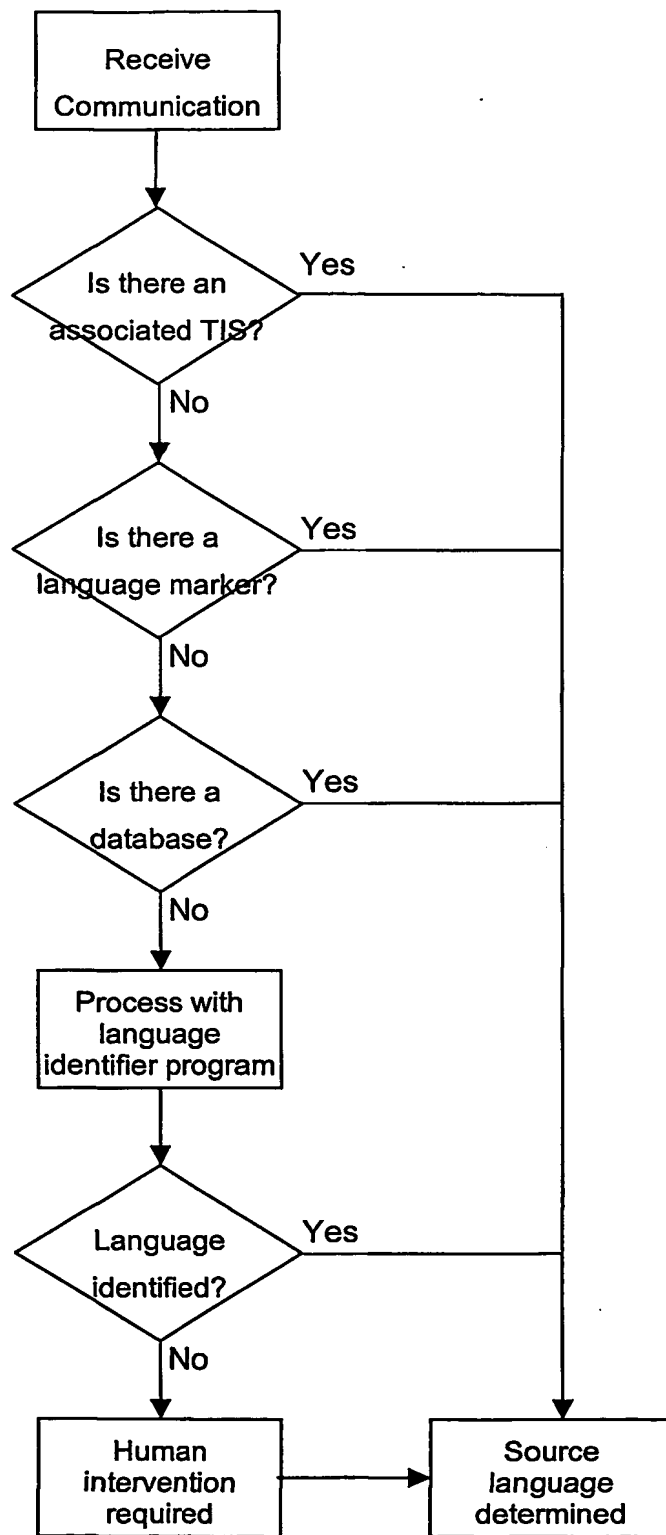 Receive
Communication
Yes
Is there an
associated TIS?
No
Yes
Is there a
language marker?
No
Yes
Is there a
database?
No
Process with
language
identifier program
Yes
Language
identified?
No
Human
intervention
required
Source
language
determined